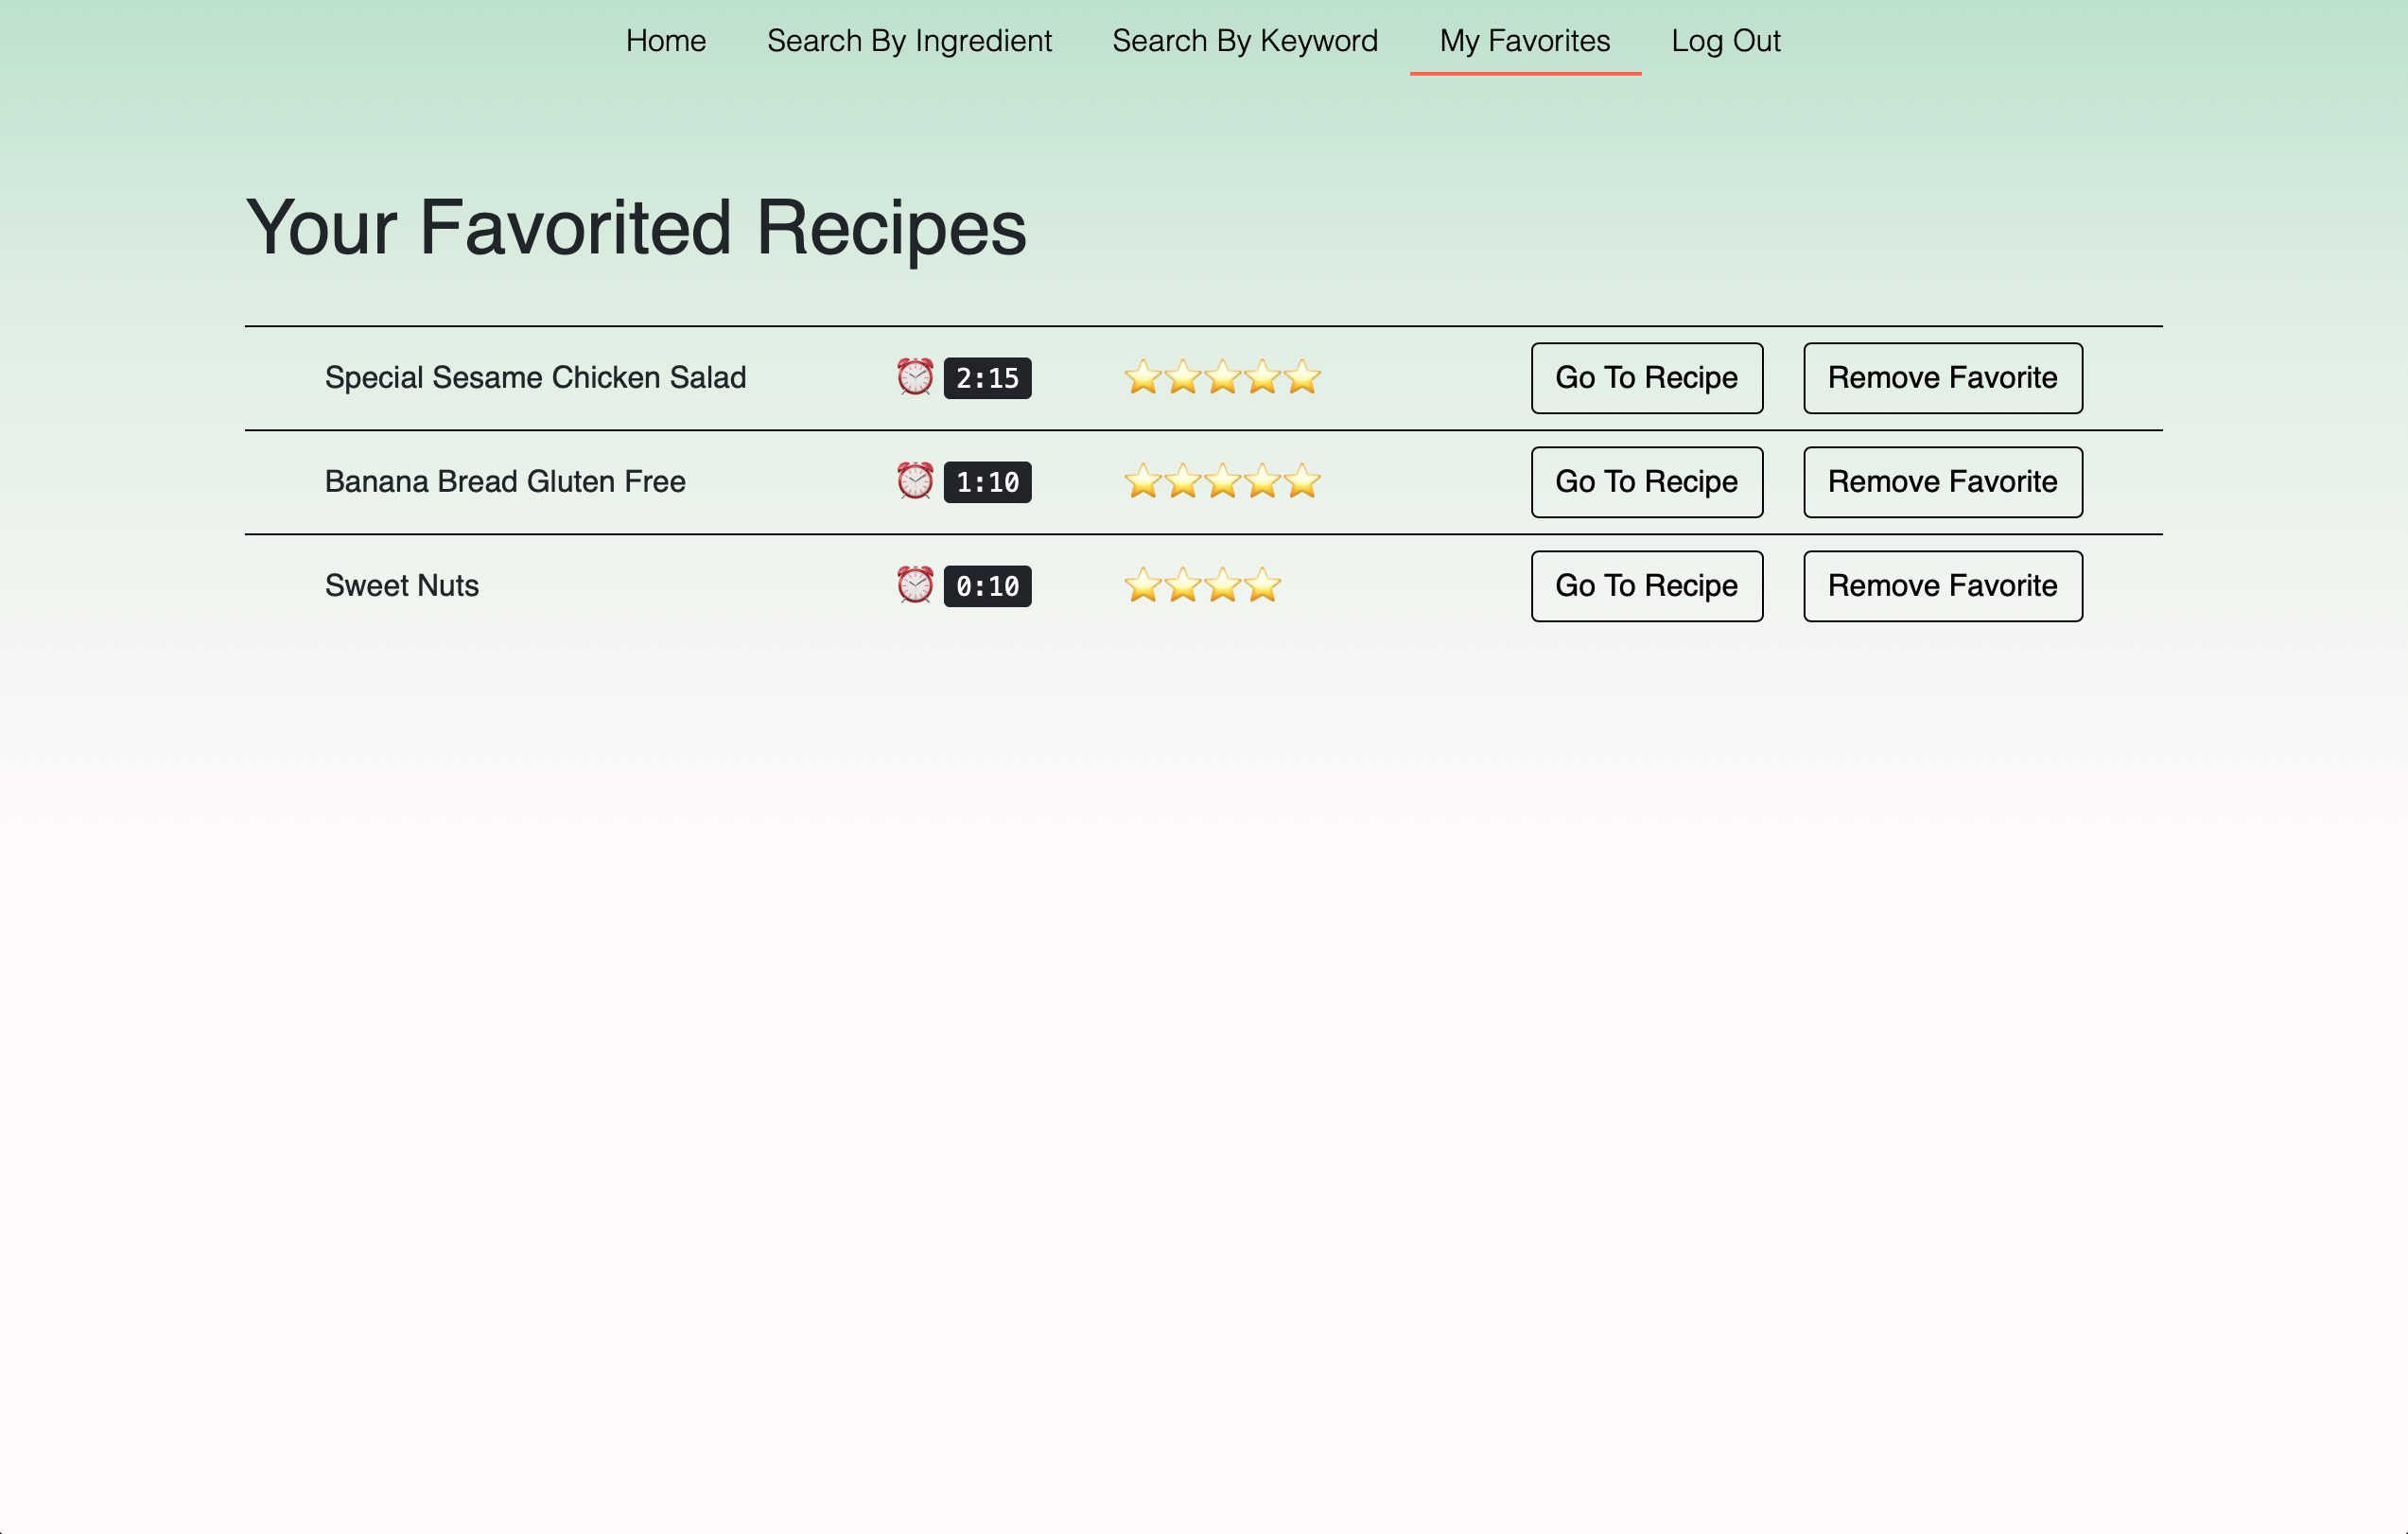 Home Search By Ingredient Search By Keyword My Favorites Log Out
Your Favorited Recipes
Special Sesame Chicken Salad ⏰ 2:15 ⭐⭐⭐⭐⭐ Go To Recipe Remove Favorite
Banana Bread Gluten Free ⏰ 1:10 ⭐⭐⭐⭐⭐ Go To Recipe Remove Favorite
Sweet Nuts ⏰ 0:10 ⭐⭐⭐⭐ Go To Recipe Remove Favorite